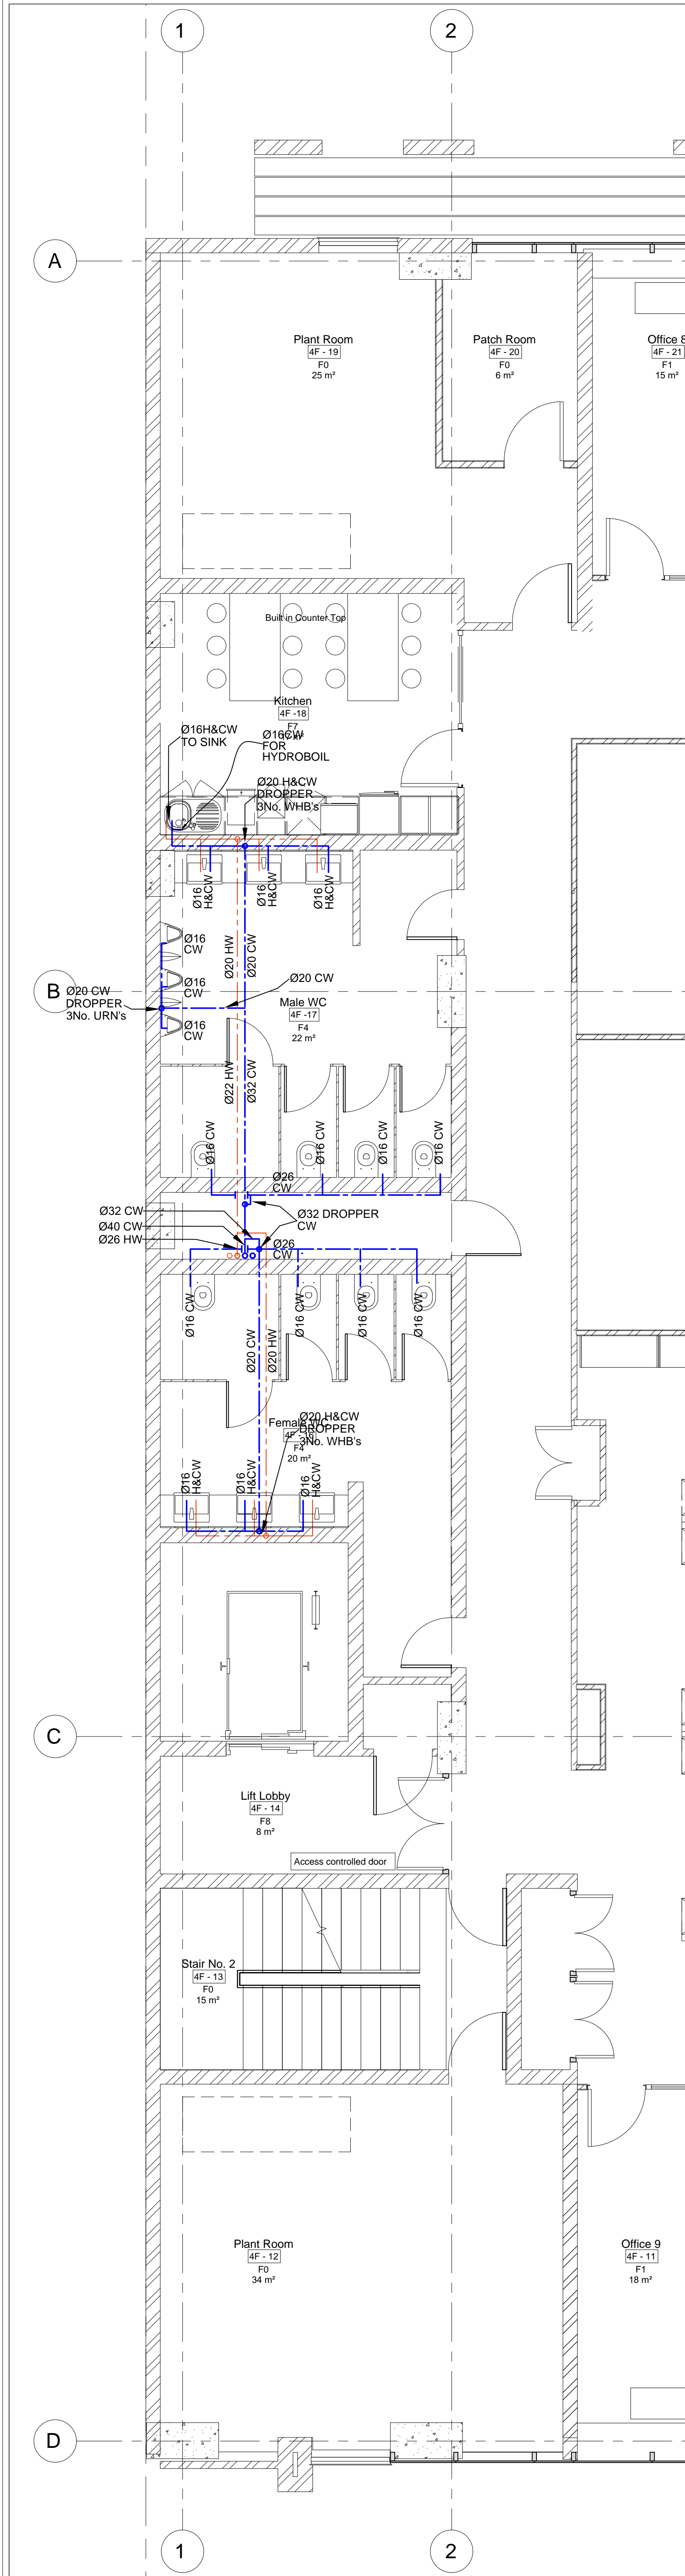 1
2
A
Plant Room
4F - 19
F0
25 m²
Patch Room
4F - 20
F0
6 m²
Office 8
4F - 21
F1
15 m²
Built in Counter Top
Kitchen
4F -18
F7
Ø16H&CW
TO SINK
Ø16CW
FOR
HYDROBOIL
Ø20 H&CW
DROPPER
3No. WHB's
Ø16
H&CW
Ø16
H&CW
Ø16
H&CW
Ø16
CW
Ø20 HW
Ø20 CW
Ø16
CW
Ø20 CW
B
Ø20 CW
DROPPER
3No. URN's
Male WC
4F -17
F4
22 m²
Ø16
CW
Ø22 HW
Ø32 CW
Ø16 CW
Ø16 CW
Ø16 CW
Ø16 CW
Ø26
CW
Ø32 CW
Ø32 DROPPER
CW
Ø40 CW
Ø26 HW
Ø26
CW
Ø16 CW
Ø16 CW
Ø16 CW
Ø16 CW
Ø20 CW
Ø20 HW
Ø20 H&CW
DROPPER
3No. WHB's
Female WC
F4
20 m²
Ø16
H&CW
Ø16
H&CW
Ø16
H&CW
C
Lift Lobby
4F - 14
F8
8 m²
Access controlled door
Stair No. 2
4F - 13
F0
15 m²
Plant Room
4F - 12
F0
34 m²
Office 9
4F - 11
F1
18 m²
D
1
2